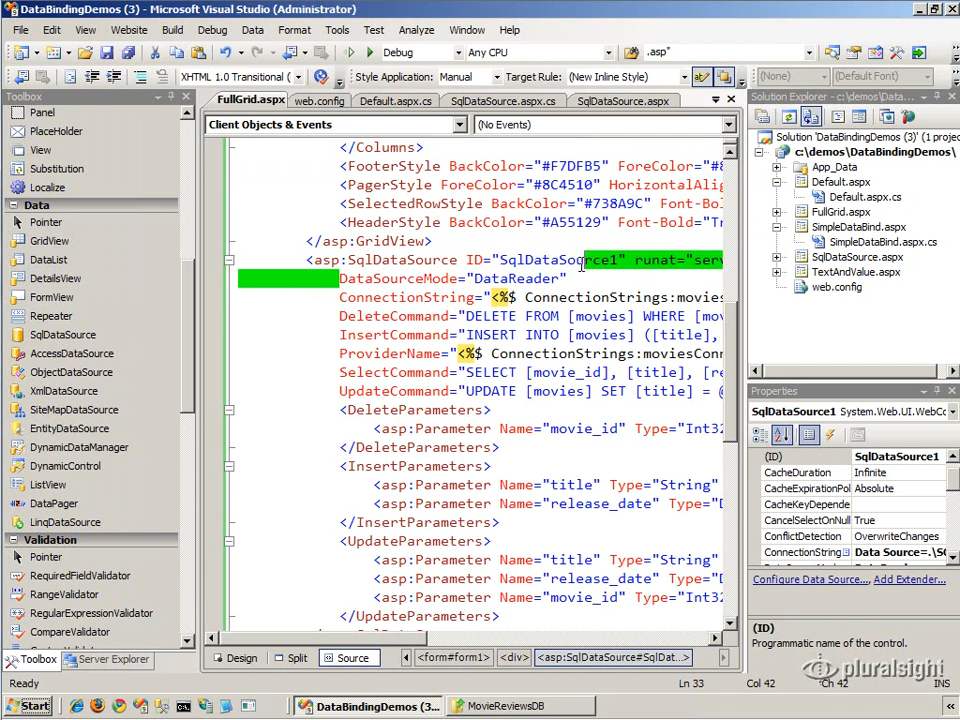 DataBindingDemos (3) - Microsoft Visual Studio (Administrator)
File Edit View Website Build Debug Data Format Tools Test Analyze Window Help
Debug Any CPU .asp"
XHTML 1.0 Transitional ( Style Application: Manual Target Rule: (New Inline Style) (None) (Default Font)
Toolbox
Panel
PlaceHolder
View
Substitution
Localize
Data
Pointer
GridView
DataList
DetailsView
FormView
Repeater
SqlDataSource
AccessDataSource
ObjectDataSource
XmlDataSource
SiteMapDataSource
EntityDataSource
DynamicDataManager
DynamicControl
ListView
DataPager
LinqDataSource
Validation
Pointer
RequiredFieldValidator
RangeValidator
RegularExpressionValidator
CompareValidator
Toolbox Server Explorer
FullGrid.aspx web.config Default.aspx.cs SqlDataSource.aspx.cs SqlDataSource.aspx
Client Objects & Events (No Events)
</Columns>
<FooterStyle BackColor="#F7DFB5" ForeColor="#8
<PagerStyle ForeColor="#8C4510" HorizontalAlig
<SelectedRowStyle BackColor="#738A9C" Font-Bo
<HeaderStyle BackColor="#A55129" Font-Bold="Tr
</asp:GridView>
<asp:SqlDataSource ID="SqlDataSource1" runat="serv
DataSourceMode="DataReader"
ConnectionString="<%$ ConnectionStrings:movies
DeleteCommand="DELETE FROM [movies] WHERE [mov
InsertCommand="INSERT INTO [movies] ([title],
ProviderName="<%$ ConnectionStrings:moviesConn
SelectCommand="SELECT [movie_id], [title], [re
UpdateCommand="UPDATE [movies] SET [title] = @
<DeleteParameters>
<asp:Parameter Name="movie_id" Type="Int32
</DeleteParameters>
<InsertParameters>
<asp:Parameter Name="title" Type="String"
<asp:Parameter Name="release_date" Type="D
</InsertParameters>
<UpdateParameters>
<asp:Parameter Name="title" Type="String"
<asp:Parameter Name="release_date" Type="D
<asp:Parameter Name="movie_id" Type="Int32
</UpdateParameters>
Design Split Source <form#form1> <div> <asp:SqlDataSource#SqlDat...>
Solution Explorer - c:\demos\Data...
Solution 'DataBindingDemos (3)' (1 projec
c:\demos\DataBindingDemos\
App_Data
Default.aspx
Default.aspx.cs
FullGrid.aspx
SimpleDataBind.aspx
SimpleDataBind.aspx.cs
SqlDataSource.aspx
TextAndValue.aspx
web.config
Properties
SqlDataSource1 System.Web.UI.WebCo
(ID) SqlDataSource1
CacheDuration Infinite
CacheExpirationPol Absolute
CacheKeyDepende
CancelSelectOnNull True
ConflictDetection OverwriteChanges
ConnectionString Data Source=.\SC
Configure Data Source..., Add Extender...
(ID)
Programmatic name of the control.
pluralsight
Ready Ln 33 Col 42 Ch 42 INS
Start DataBindingDemos (3... MovieReviewsDB